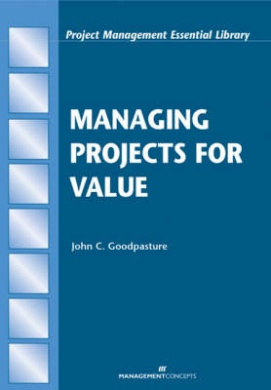 Project Management Essential Library
MANAGING
PROJECTS FOR
VALUE
John C. Goodpasture
MANAGEMENTCONCEPTS